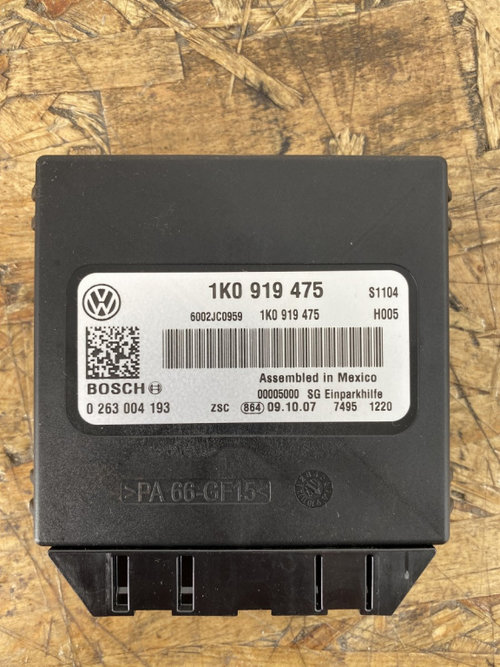 1K0 919 475 S1104
6002JC0959 1K0 919 475 H005
BOSCH
Assembled in Mexico
00005000 SG Einparkhilfe
0 263 004 193 ZSC 864 09.10.07 7495 1220
>PA 66-GF15<